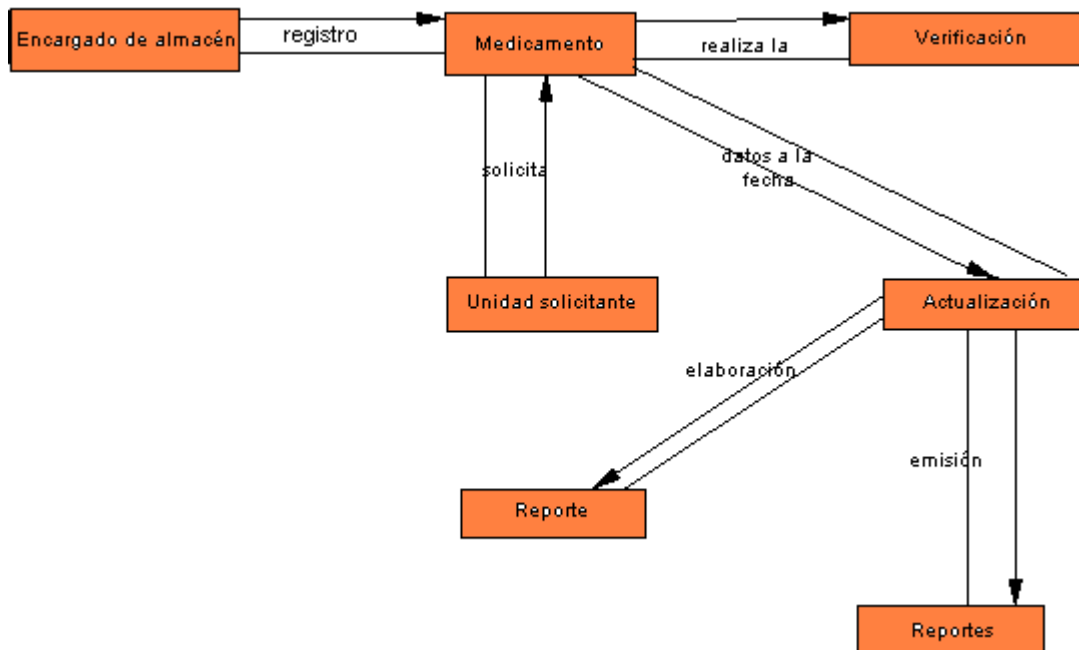 Encargado de almacén
registro
Medicamento
realiza la
Verificación
solicita
datos a la
fecha
Unidad solicitante
Actualización
elaboración
emisión
Reporte
Reportes